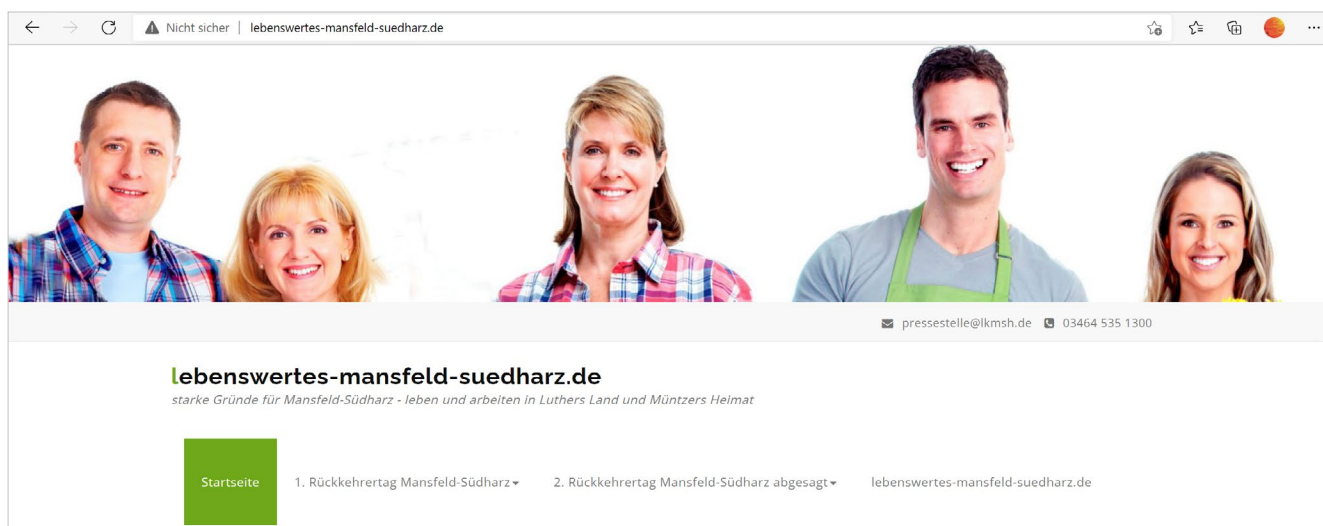 Nicht sicher | lebenswertes-mansfeld-suedharz.de
pressestelle@lkmsh.de 03464 535 1300
lebenswertes-mansfeld-suedharz.de
starke Gründe für Mansfeld-Südharz - leben und arbeiten in Luthers Land und Müntzers Heimat
Startseite 1. Rückkehrertag Mansfeld-Südharz 2. Rückkehrertag Mansfeld-Südharz abgesagt lebenswertes-mansfeld-suedharz.de